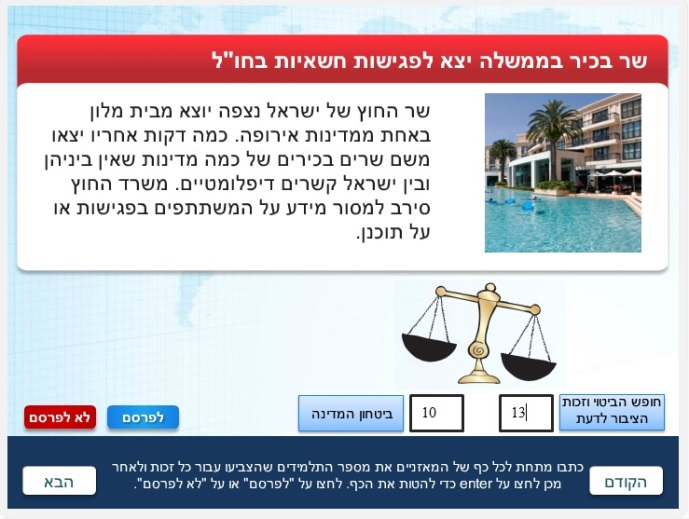 שר בכיר בממשלה יצא לפגישות חשאיות בחו"ל
שר החוץ של ישראל נצפה יוצא מבית מלון
באחת ממדינות אירופה. כמה דקות אחריו יצאו
משם שרים בכירים של כמה מדינות שאין ביניהן
ובין ישראל קשרים דיפלומטיים. משרד החוץ
סירב למסור מידע על המשתתפים בפגישות או
על תוכנן.
חופש הביטוי וזכות
הציבור לדעת
13
10
ביטחון המדינה
לפרסם
לא לפרסם
הקודם
כתבו מתחת לכל כף של המאזניים את מספר התלמידים שהצביעו עבור כל זכות ולאחר
מכן לחצו על enter כדי להטות את הכף. לחצו על "לפרסם" או על "לא לפרסם".
הבא